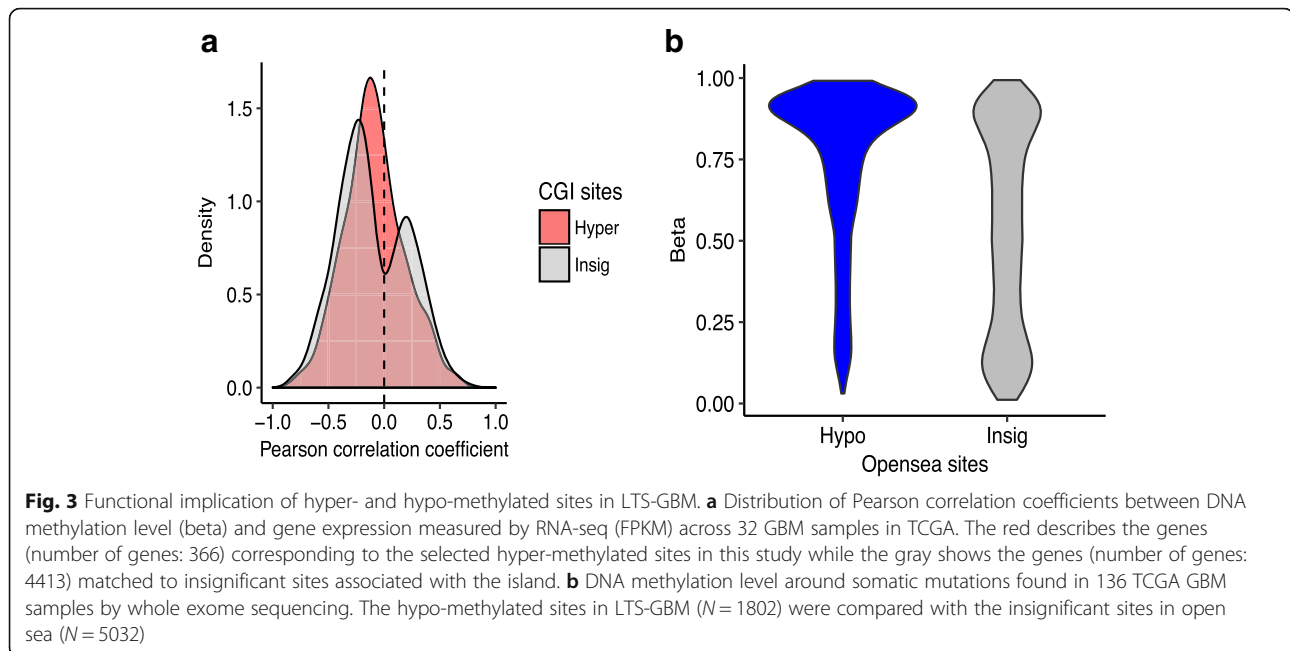 a
b
1.5
1.0
0.5
0.0
Density
−1.0 −0.5 0.0 0.5 1.0
Pearson correlation coefficient
CGI sites
Hyper
Insig
1.00
0.75
0.50
0.25
0.00
Beta
Hypo Insig
Opensea sites
Fig. 3 Functional implication of hyper- and hypo-methylated sites in LTS-GBM. a Distribution of Pearson correlation coefficients between DNA
methylation level (beta) and gene expression measured by RNA-seq (FPKM) across 32 GBM samples in TCGA. The red describes the genes
(number of genes: 366) corresponding to the selected hyper-methylated sites in this study while the gray shows the genes (number of genes:
4413) matched to insignificant sites associated with the island. b DNA methylation level around somatic mutations found in 136 TCGA GBM
samples by whole exome sequencing. The hypo-methylated sites in LTS-GBM (N = 1802) were compared with the insignificant sites in open
sea (N = 5032)